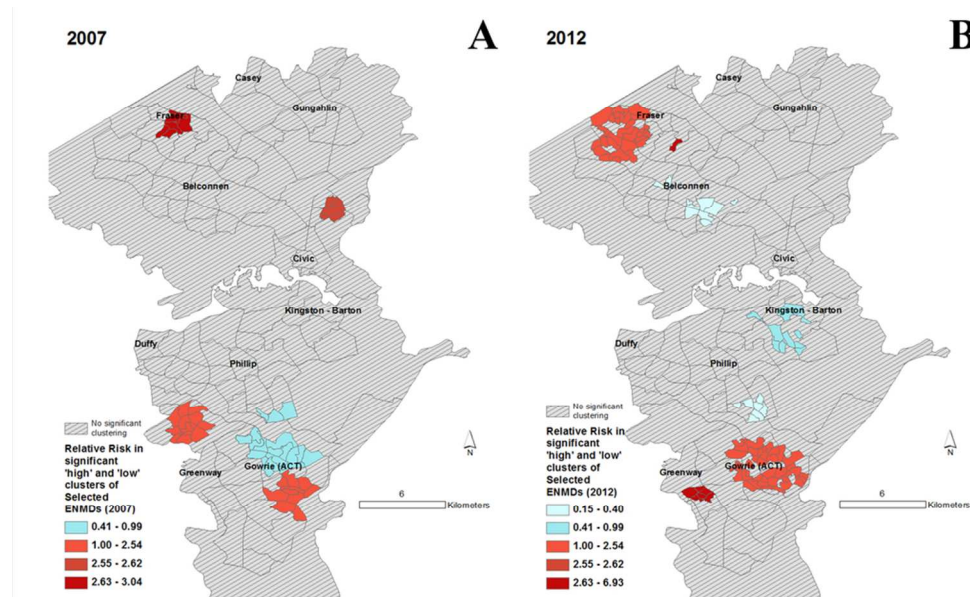 2007
A
Casey
Gungahlin
Fraser
Belconnen
Civic
Kingston - Barton
Duffy
Phillip
Greenway
Gowrie (ACT)
No significant
clustering
Relative Risk in
significant
'high' and 'low'
clusters of
Selected
ENMDs (2007)
0.41 - 0.99
1.00 - 2.54
2.55 - 2.62
2.63 - 3.04
N
6
Kilometers
2012
B
Casey
Gungahlin
Fraser
Belconnen
Civic
Kingston - Barton
Duffy
Phillip
Greenway
Gowrie (ACT)
No significant
clustering
Relative Risk in
significant
'high' and 'low'
clusters of
Selected
ENMDs (2012)
0.15 - 0.40
0.41 - 0.99
1.00 - 2.54
2.55 - 2.62
2.63 - 6.93
N
6
Kilometers